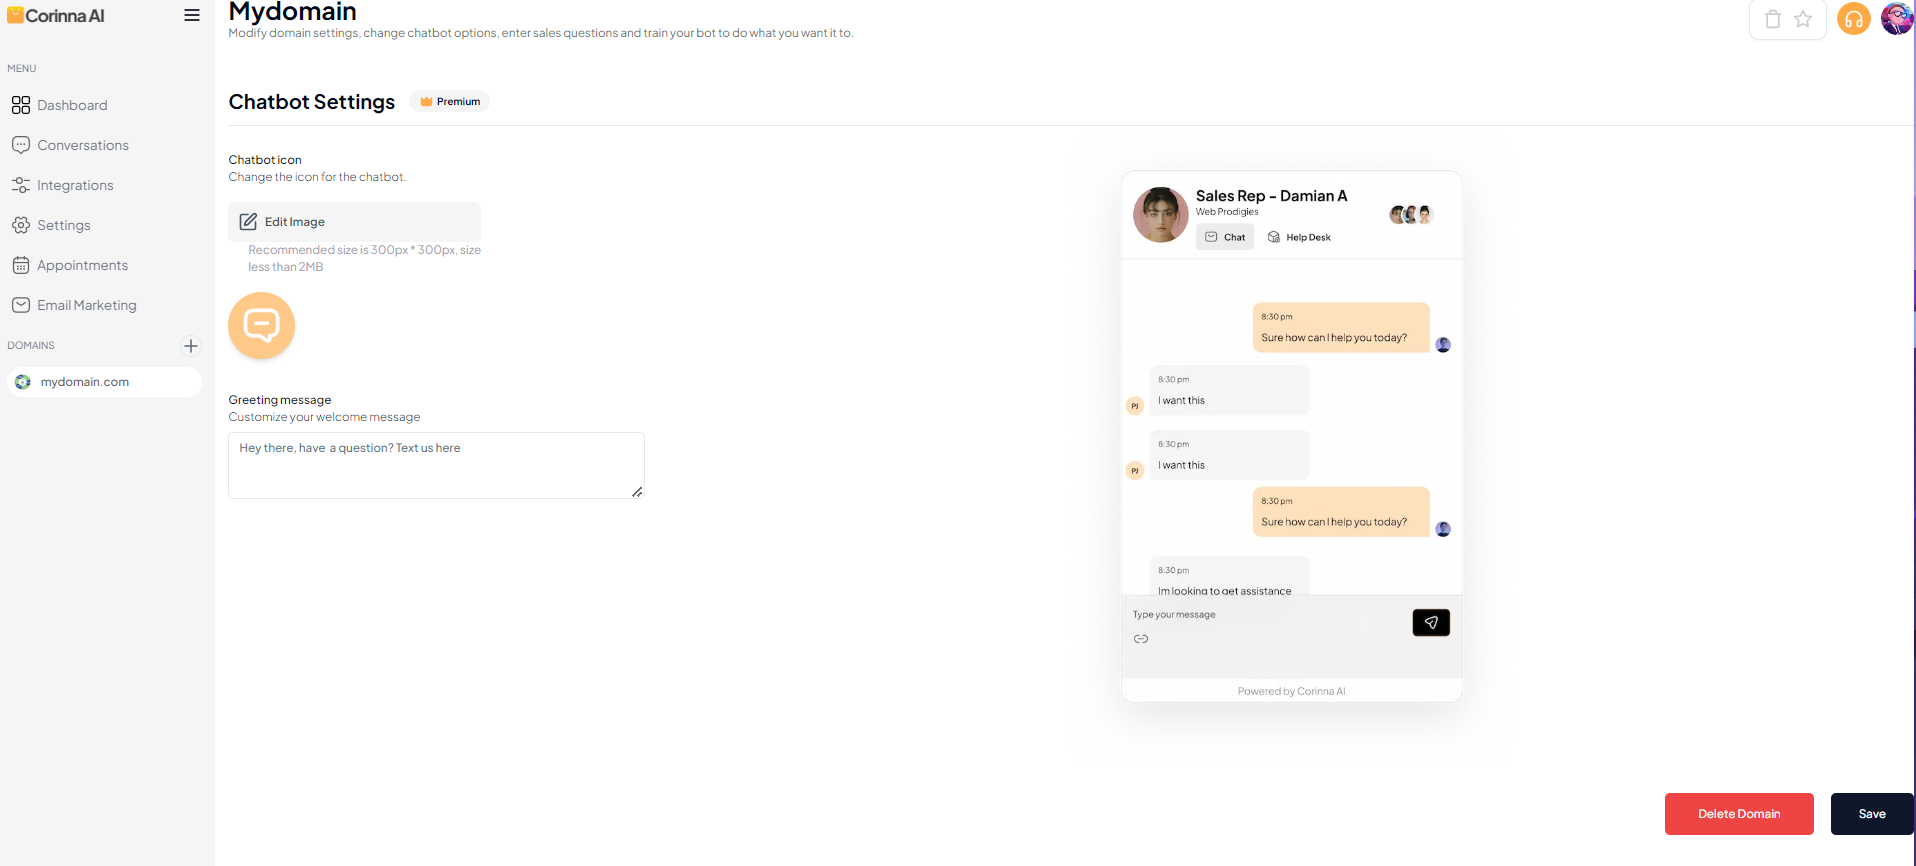 Corinna AI
MENU
Dashboard
Conversations
Integrations
Settings
Appointments
Email Marketing
DOMAINS
mydomain.com
Mydomain
Modify domain settings, change chatbot options, enter sales questions and train your bot to do what you want it to.
Chatbot Settings
Premium
Chatbot icon
Change the icon for the chatbot.
Edit Image
Recommended size is 300px * 300px, size
less than 2MB
Greeting message
Customize your welcome message
Hey there, have a question? Text us here
Sales Rep - Damian A
Web Prodigies
Chat
Help Desk
8:30 pm
Sure how can I help you today?
8:30 pm
I want this
PJ
8:30 pm
I want this
PJ
8:30 pm
Sure how can I help you today?
8:30 pm
Im looking to get assistance
Type your message
Powered by Corinna AI
Delete Domain
Save